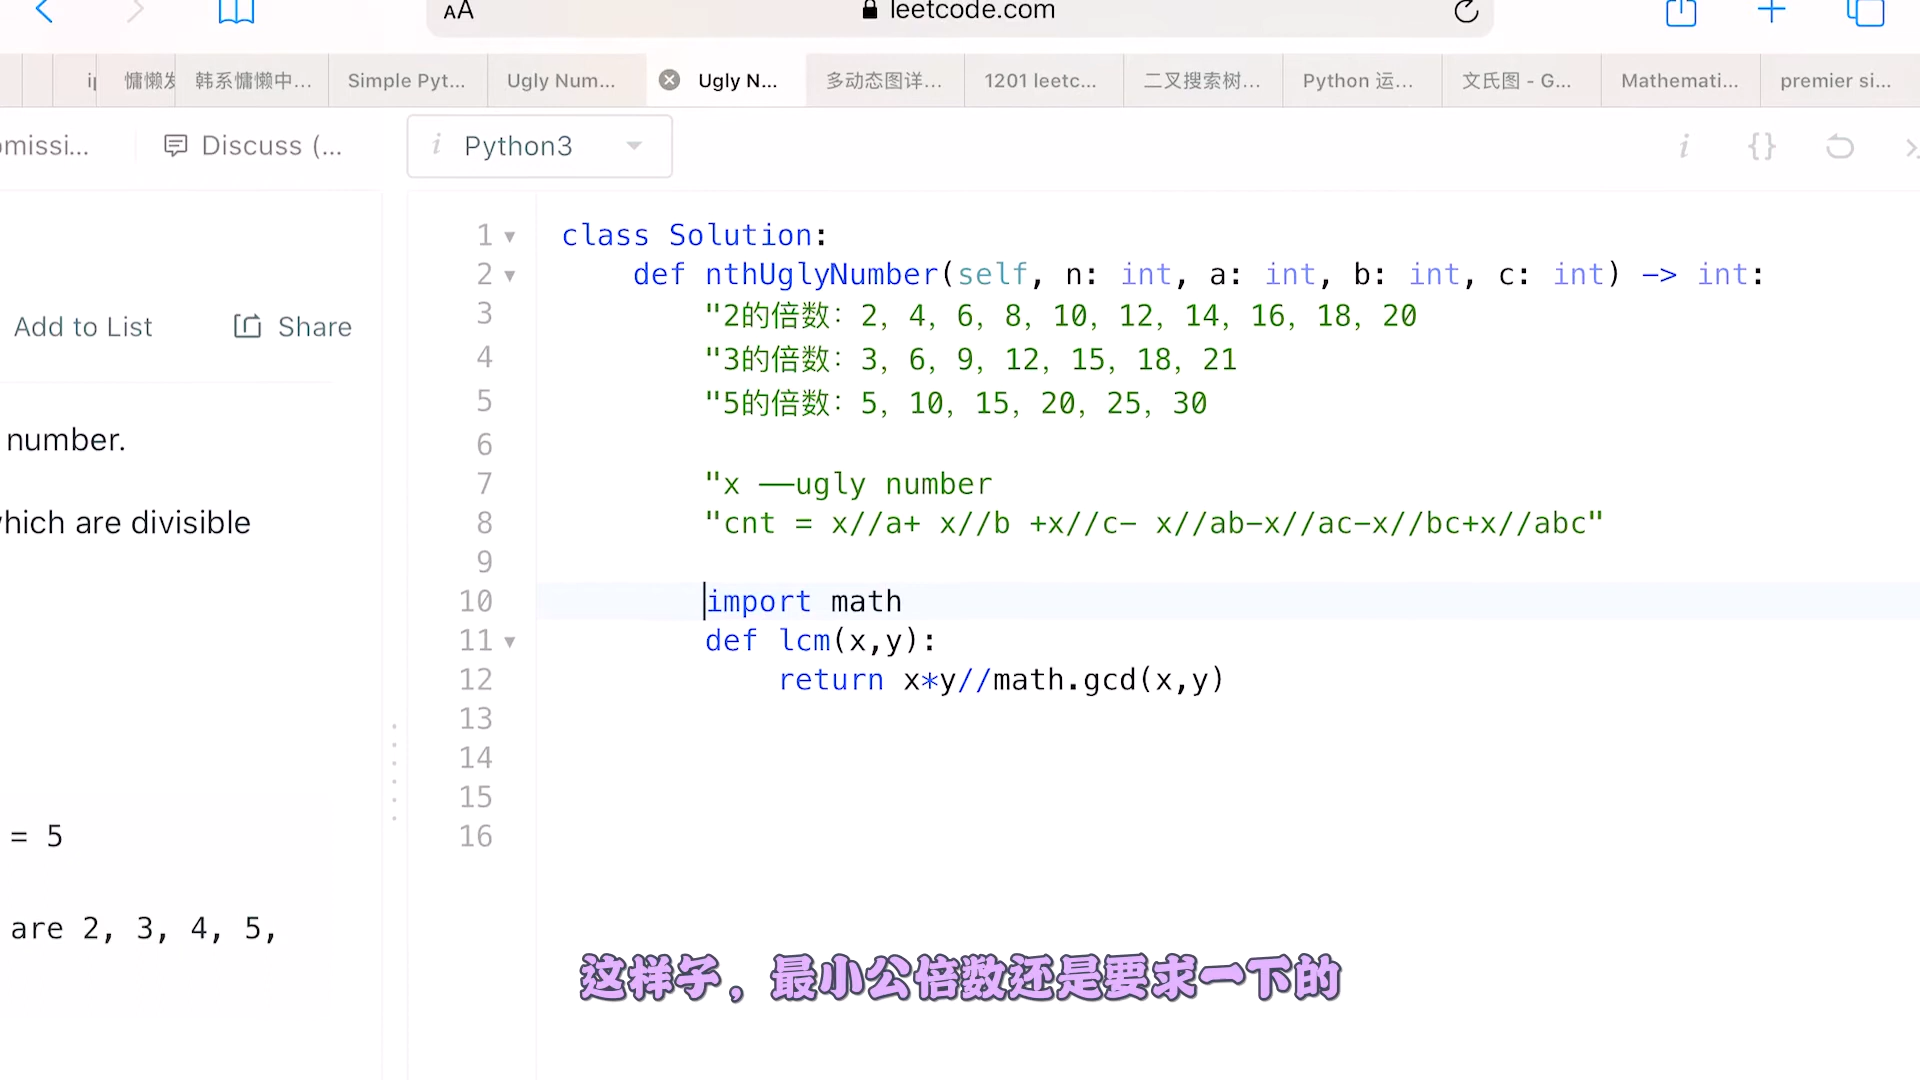 AA
leetcode.com
慵懒发
韩系慵懒中...
Simple Pyt...
Ugly Num...
Ugly N...
多动态图详...
1201 leetc...
二叉搜索树...
Python 运...
文氏图 - G...
Mathemati...
premier si...
omissi...
Discuss (...
i Python3
i {}
Add to List
Share
number.
which are divisible
= 5
are 2, 3, 4, 5,
1 class Solution:
2 def nthUglyNumber(self, n: int, a: int, b: int, c: int) -> int:
3 "2的倍数：2, 4, 6, 8, 10, 12, 14, 16, 18, 20
4 "3的倍数：3, 6, 9, 12, 15, 18, 21
5 "5的倍数：5, 10, 15, 20, 25, 30
6
7 "x ——ugly number
8 "cnt = x//a+ x//b +x//c- x//ab-x//ac-x//bc+x//abc"
9
10 import math
11 def lcm(x,y):
12 return x*y//math.gcd(x,y)
13
14
15
16
这样子，最小公倍数还是要求一下的